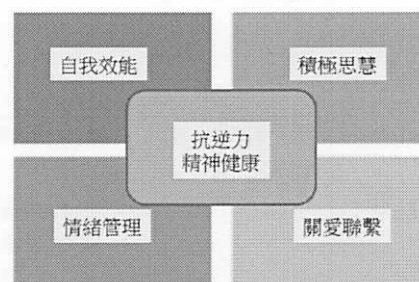 自我效能
積極思慧
抗逆力
精神健康
情緒管理
關愛聯繫